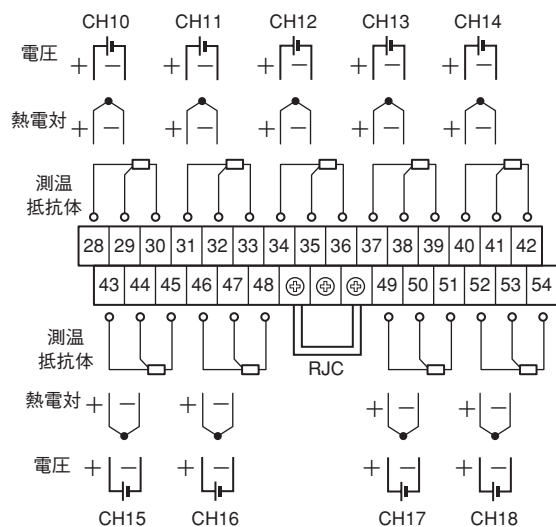 CH10 CH11 CH12 CH13 CH14
電圧 + − + − + − + − + −
熱電対 + − + − + − + − + −
測温
抵抗体
28 29 30 31 32 33 34 35 36 37 38 39 40 41 42
43 44 45 46 47 48 49 50 51 52 53 54
測温
抵抗体
RJC
熱電対 + − + − + − + −
電圧 + − + − + − + −
CH15 CH16 CH17 CH18